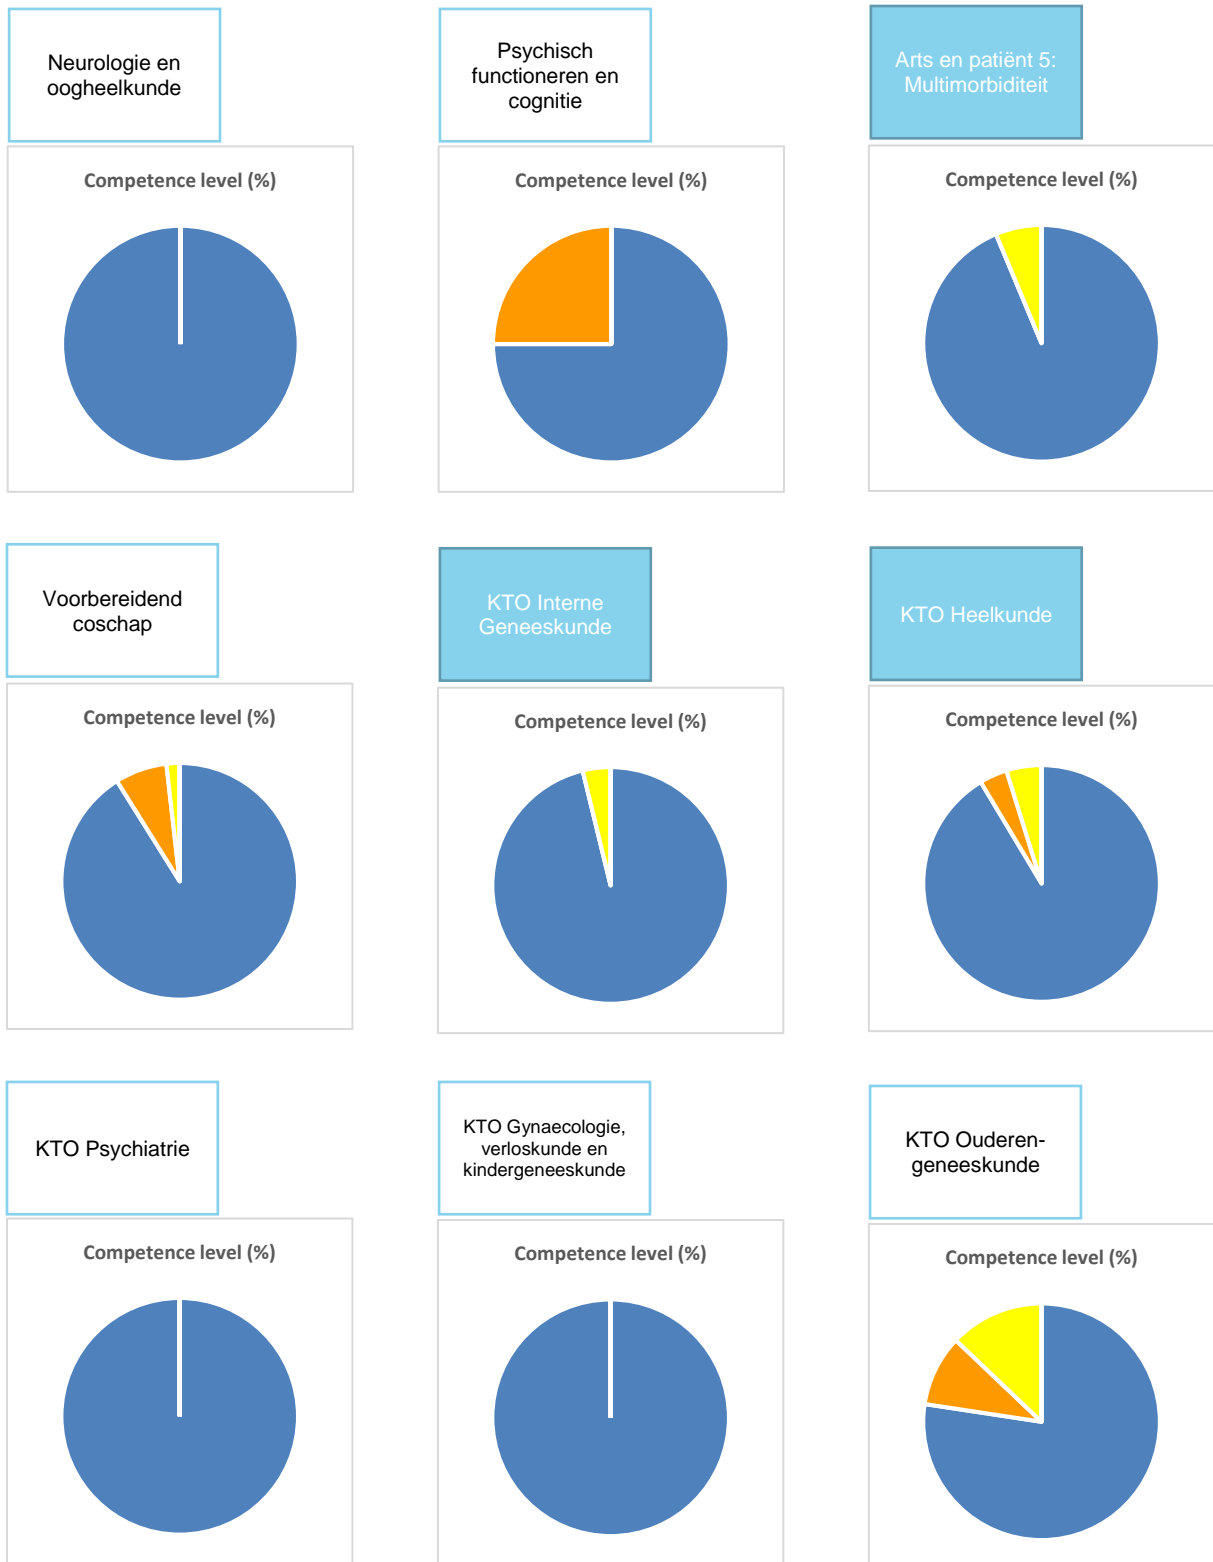 Neurologie en
oogheelkunde
Psychisch
functioneren en
cognitie
Arts en patiënt 5:
Multimorbiditeit
Competence level (%)
Competence level (%)
Competence level (%)
Voorbereidend
coschap
KTO Interne
Geneeskunde
KTO Heelkunde
Competence level (%)
Competence level (%)
Competence level (%)
KTO Psychiatrie
KTO Gynaecologie,
verloskunde en
kindergeneeskunde
KTO Ouderen-
geneeskunde
Competence level (%)
Competence level (%)
Competence level (%)